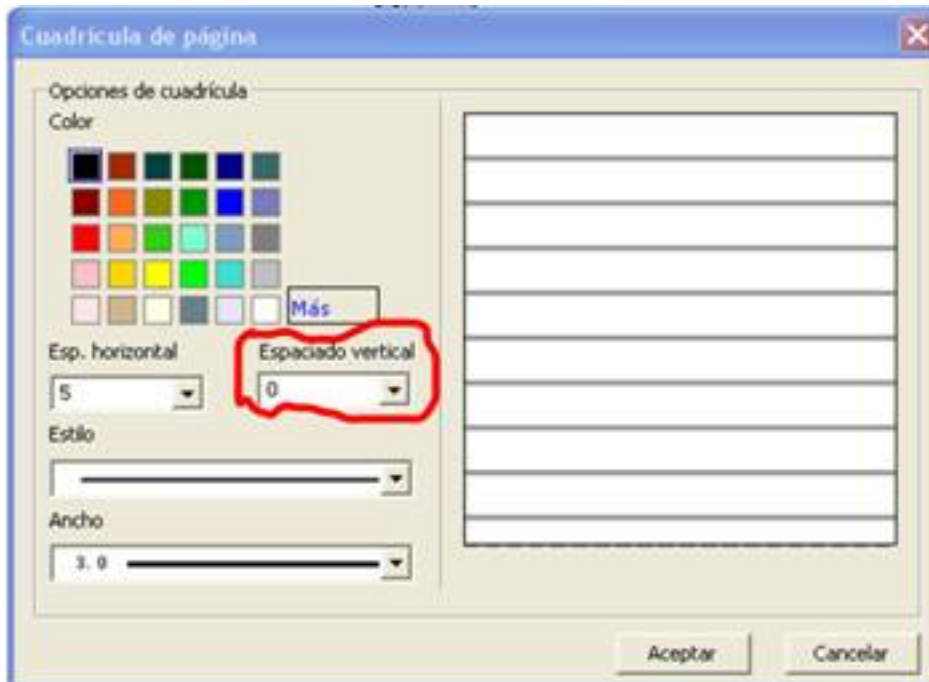 Cuadrícula de página
Opciones de cuadrícula
Color
Más
Esp. horizontal
Espaciado vertical
5
0
Estilo
Ancho
3.0
Aceptar
Cancelar